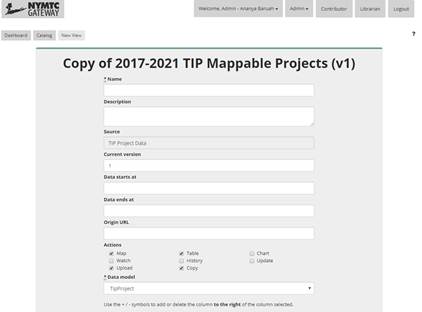 NYMTC
GATEWAY
Welcome, Admin - Ananya Baruah
Admin
Contributor
Librarian
Logout
Dashboard
Catalog
New View
?
Copy of 2017-2021 TIP Mappable Projects (v1)
* Name
Description
Source
TIP Project Data
Current version
1
Data starts at
Data ends at
Origin URL
Actions
Map Table Chart
Watch History Update
Upload Copy
* Data model
TipProject
Use the + / - symbols to add or delete the column to the right of the column selected.